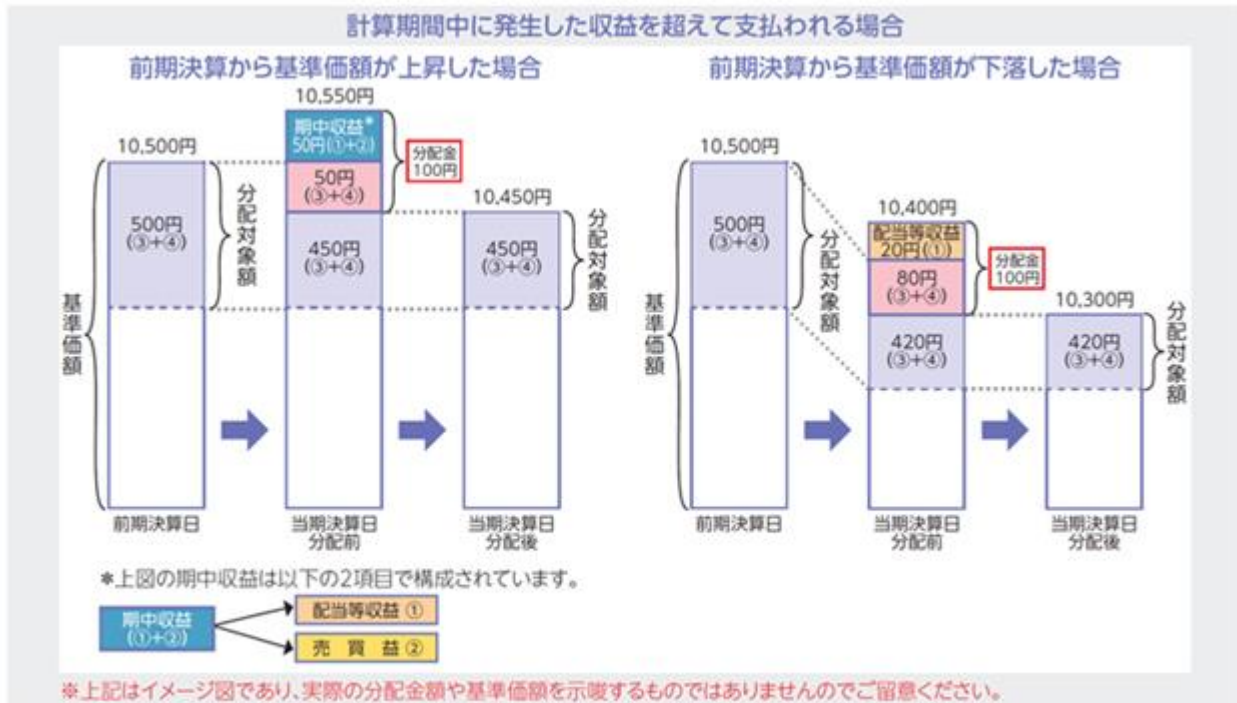 計算期間中に発生した収益を超えて支払われる場合
前期決算から基準価額が上昇した場合
10,550円
10,500円
期中収益*
50円(①+②)
分配金
100円
50円
(③+④)
10,450円
500円
(③+④)
450円
(③+④)
450円
(③+④)
分配対象額
分配対象額
基準価額
前期決算日
当期決算日
分配前
当期決算日
分配後
前期決算から基準価額が下落した場合
10,500円
10,400円
500円
(③+④)
配当等収益
20円(①)
分配金
100円
80円
(③+④)
10,300円
420円
(③+④)
420円
(③+④)
分配対象額
分配対象額
基準価額
前期決算日
当期決算日
分配前
当期決算日
分配後
*上図の期中収益は以下の2項目で構成されています。
期中収益
(①+②)
配当等収益 ①
売 買 益 ②
※上記はイメージ図であり、実際の分配金額や基準価額を示唆するものではありませんのでご留意ください。